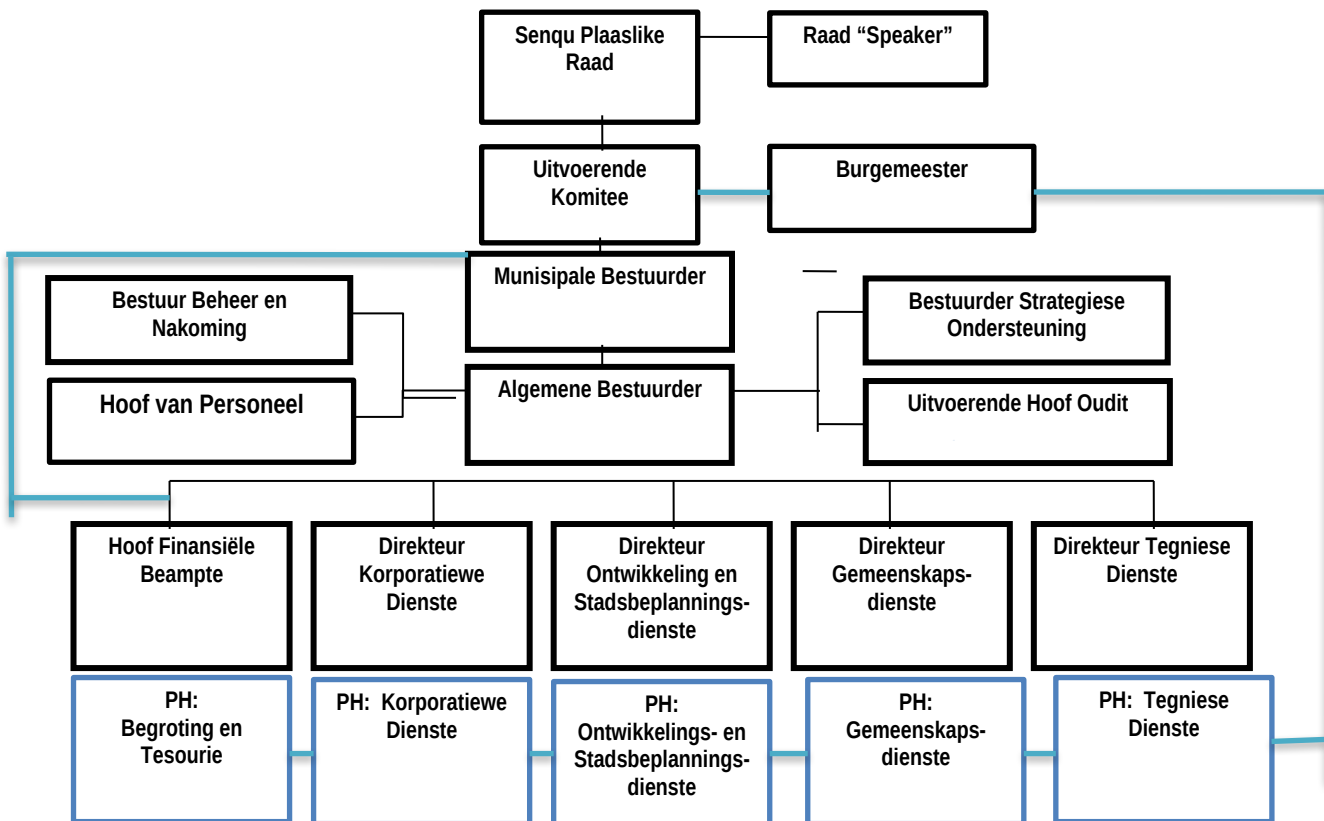 Senqu Plaaslike
Raad
Raad “Speaker”
Uitvoerende
Komitee
Burgemeester
Munisipale Bestuurder
Bestuur Beheer en
Nakoming
Bestuurder Strategiese
Ondersteuning
Hoof van Personeel
Algemene Bestuurder
Uitvoerende Hoof Oudit
Hoof Finansiële
Beampte
Direkteur
Korporatiewe
Dienste
Direkteur
Ontwikkeling en
Stadsbeplannings-
dienste
Direkteur
Gemeenskaps-
dienste
Direkteur Tegniese
Dienste
PH:
Begroting en
Tesourie
PH: Korporatiewe
Dienste
PH:
Ontwikkelings- en
Stadsbeplannings-
dienste
PH:
Gemeenskaps-
dienste
PH: Tegniese
Dienste